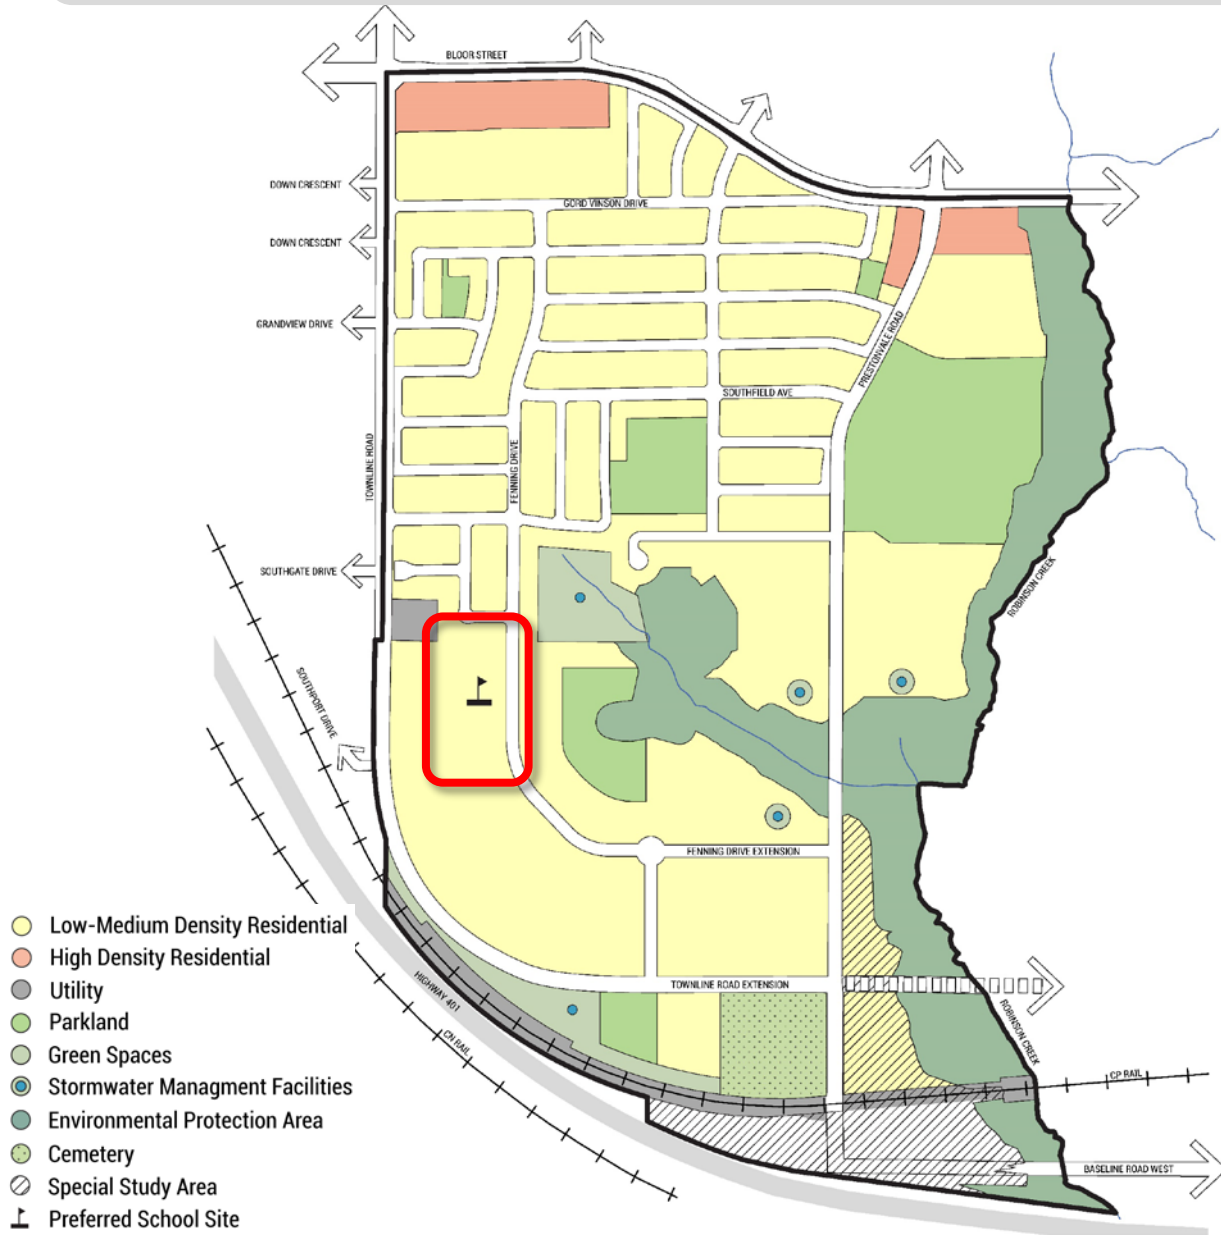 BLOOR STREET
DOWN CRESCENT
GORD VINSON DRIVE
DOWN CRESCENT
GRANDVIEW DRIVE
PRESTONVALE ROAD
SOUTHFIELD AVE
TOWNLINE ROAD
FENNING DRIVE
SOUTHGATE DRIVE
ROBINSON CREEK
SOUTHPORT DRIVE
FENNING DRIVE EXTENSION
TOWNLINE ROAD EXTENSION
HIGHWAY 401
CN RAIL
ROBINSON CREEK
CP RAIL
BASELINE ROAD WEST
Low-Medium Density Residential
High Density Residential
Utility
Parkland
Green Spaces
Stormwater Managment Facilities
Environmental Protection Area
Cemetery
Special Study Area
Preferred School Site